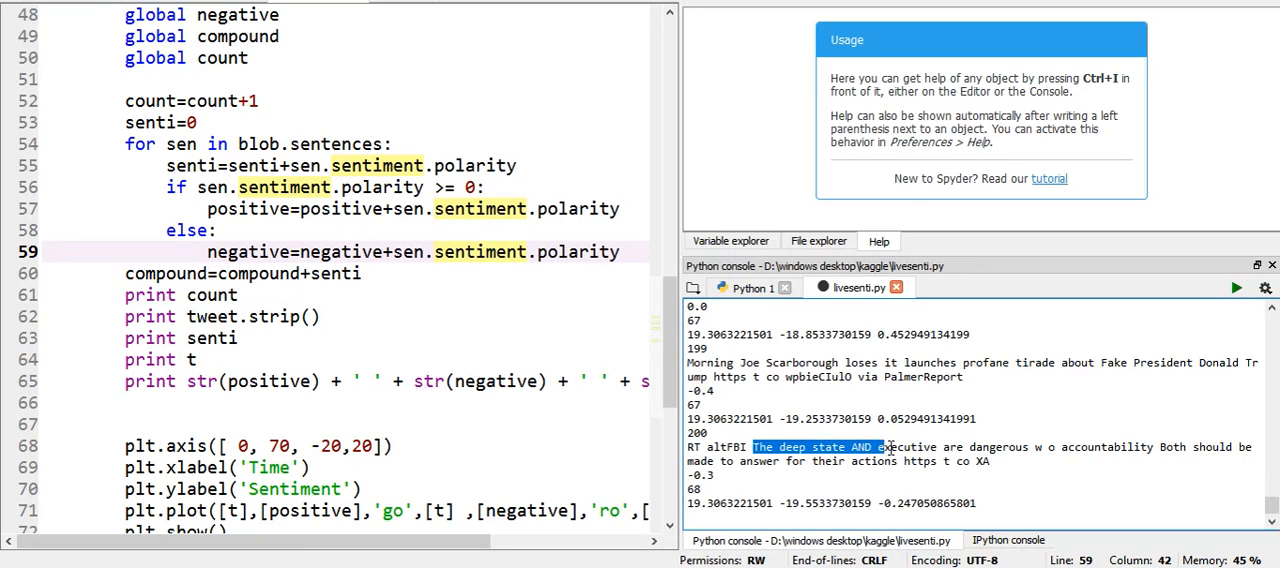 48 global negative
49 global compound
50 global count
51
52 count=count+1
53 senti=0
54 for sen in blob.sentences:
55 senti=senti+sen.sentiment.polarity
56 if sen.sentiment.polarity >= 0:
57 positive=positive+sen.sentiment.polarity
58 else:
59 negative=negative+sen.sentiment.polarity
60 compound=compound+senti
61 print count
62 print tweet.strip()
63 print senti
64 print t
65 print str(positive) + ' ' + str(negative) + ' ' + s
66
67
68 plt.axis([ 0, 70, -20,20])
69 plt.xlabel('Time')
70 plt.ylabel('Sentiment')
71 plt.plot([t],[positive],'go',[t] ,[negative],'ro',[
72 plt.show()
Usage
Here you can get help of any object by pressing Ctrl+I in
front of it, either on the Editor or the Console.
Help can also be shown automatically after writing a left
parenthesis next to an object. You can activate this
behavior in Preferences > Help.
New to Spyder? Read our tutorial
Variable explorer File explorer Help
Python console - D:\windows desktop\kaggle\livesenti.py
Python 1 livesenti.py
0.0
67
19.3063221501 -18.8533730159 0.452949134199
199
Morning Joe Scarborough loses it launches profane tirade about Fake President Donald Tr
ump https t co wpbieCIulO via PalmerReport
-0.4
67
19.3063221501 -19.2533730159 0.0529491341991
200
RT altFBI The deep state AND executive are dangerous w o accountability Both should be
made to answer for their actions https t co XA
-0.3
68
19.3063221501 -19.5533730159 -0.247050865801
Python console - D:\windows desktop\kaggle\livesenti.py IPython console
Permissions: RW End-of-lines: CRLF Encoding: UTF-8 Line: 59 Column: 42 Memory: 45 %